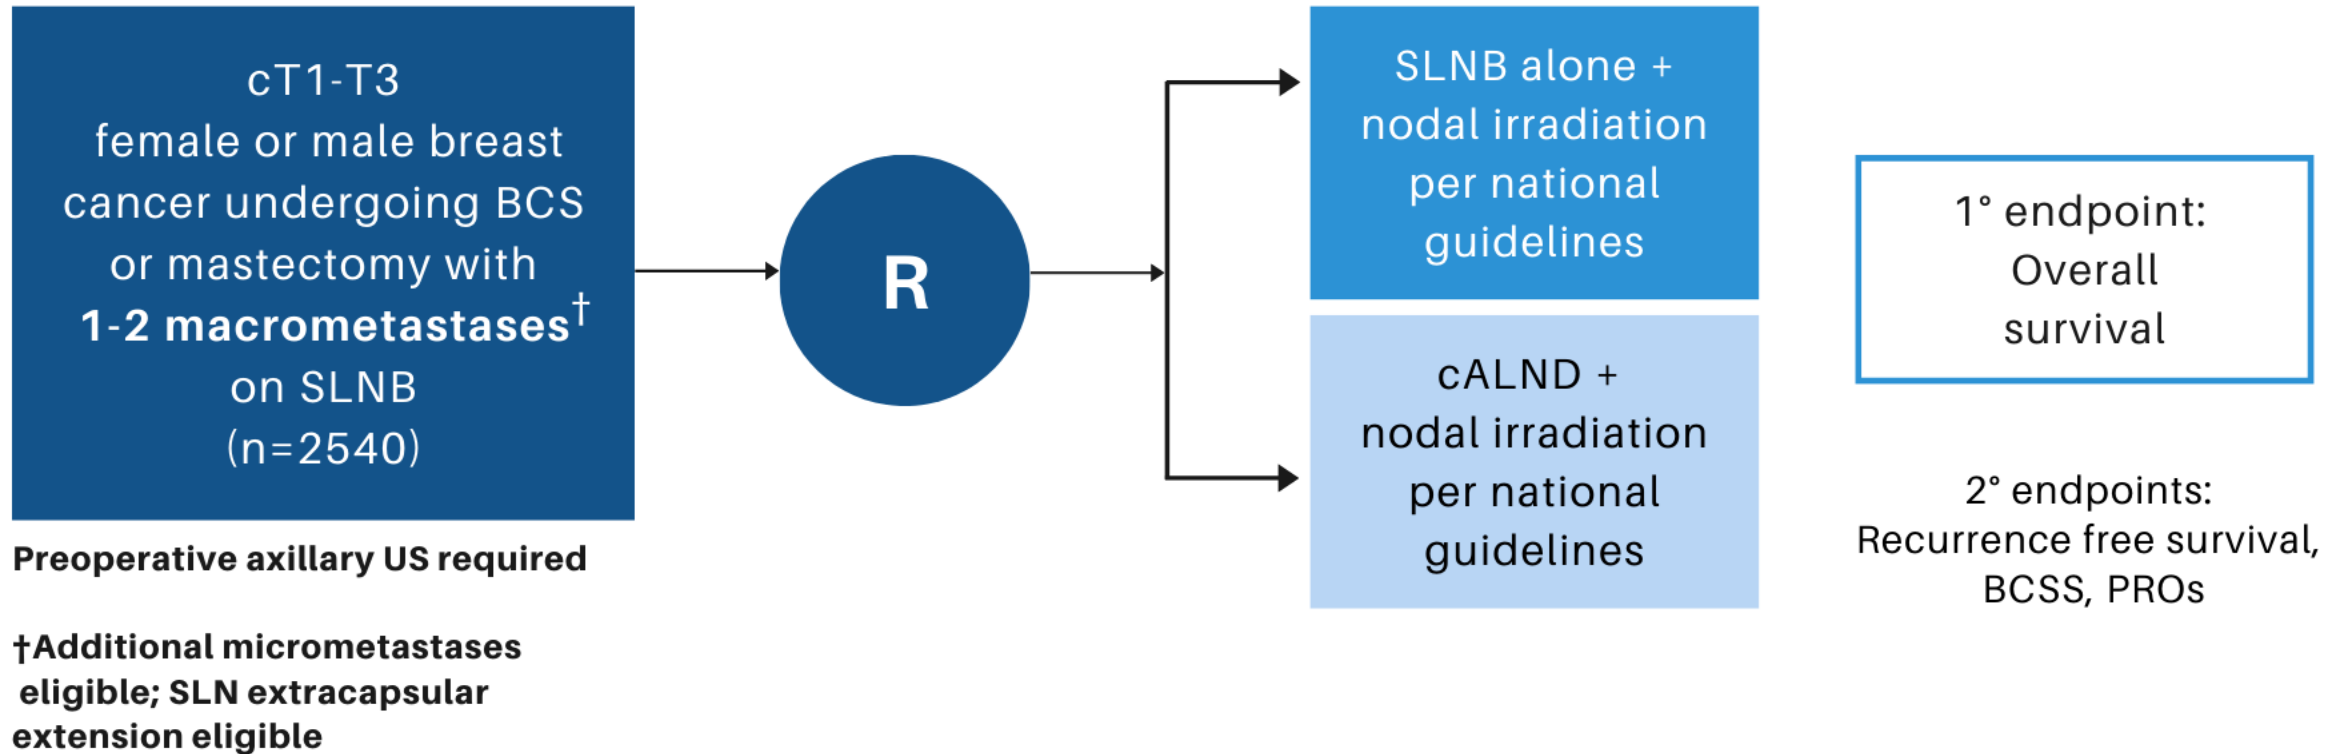 cT1-T3
female or male breast
cancer undergoing BCS
or mastectomy with
1-2 macrometastases†
on SLNB
(n=2540)
Preoperative axillary US required
†Additional micrometastases
eligible; SLN extracapsular
extension eligible
R
SLNB alone +
nodal irradiation
per national
guidelines
cALND +
nodal irradiation
per national
guidelines
1° endpoint:
Overall
survival
2° endpoints:
Recurrence free survival,
BCSS, PROs